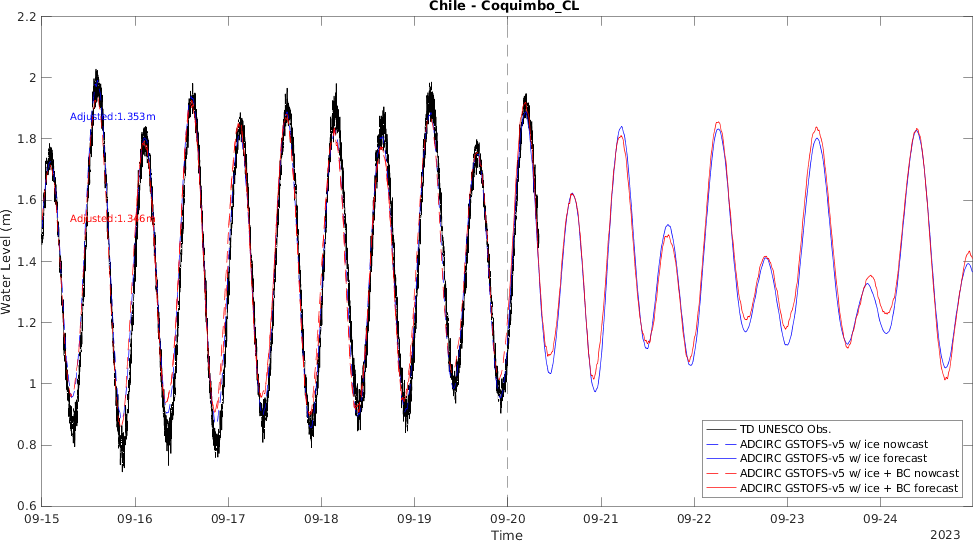 Chile - Coquimbo_CL
2.2
2
1.8
1.6
1.4
1.2
1
0.8
0.6
Water Level (m)
Adjusted:1.353m
Adjusted:1.346m
TD UNESCO Obs.
ADCIRC GSTOFS-v5 w/ ice nowcast
ADCIRC GSTOFS-v5 w/ ice forecast
ADCIRC GSTOFS-v5 w/ ice + BC nowcast
ADCIRC GSTOFS-v5 w/ ice + BC forecast
09-15 09-16 09-17 09-18 09-19 09-20 09-21 09-22 09-23 09-24
Time
2023